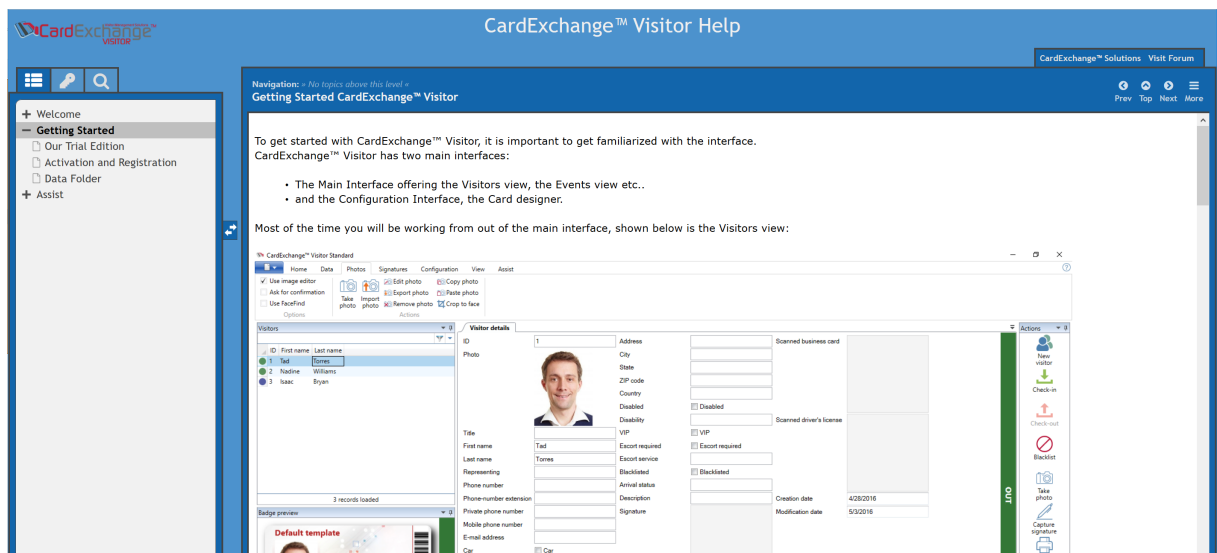 CardExchange™
VISITOR
CardExchange™ Visitor Help
CardExchange™ Solutions Visit Forum
Navigation: « No topics above this level «
Getting Started CardExchange™ Visitor
Prev Top Next More
Welcome
Getting Started
Our Trial Edition
Activation and Registration
Data Folder
Assist
To get started with CardExchange™ Visitor, it is important to get familiarized with the interface.
CardExchange™ Visitor has two main interfaces:
• The Main Interface offering the Visitors view, the Events view etc..
• and the Configuration Interface, the Card designer.
Most of the time you will be working from out of the main interface, shown below is the Visitors view:
CardExchange™ Visitor Standard
Home Data Photos Signatures Configuration View Assist
Use image editor
Ask for confirmation
Use FaceFind
Options
Take photo
Import photo
Edit photo
Export photo
Remove photo
Copy photo
Paste photo
Crop to face
Actions
Visitors
ID First name Last name
1 Tad Torres
2 Nadine Williams
3 Isaac Bryan
3 records loaded
Badge preview
Default template
Visitor details
ID 1
Photo
Title
First name Tad
Last name Torres
Representing
Phone number
Phone-number extension
Private phone number
Mobile phone number
E-mail address
Car Car
Address
City
State
ZIP code
Country
Disabled Disabled
Disability
VIP VIP
Escort required Escort required
Escort service
Blacklisted Blacklisted
Arrival status
Description
Signature
Scanned business card
Scanned driver's license
Creation date 4/28/2016
Modification date 5/3/2016
OUT
Actions
New
visitor
Check-in
Check-out
Blacklist
Take
photo
Capture
signature